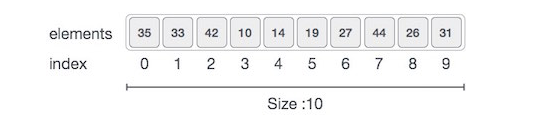 elements 35 33 42 10 14 19 27 44 26 31
index 0 1 2 3 4 5 6 7 8 9
Size :10